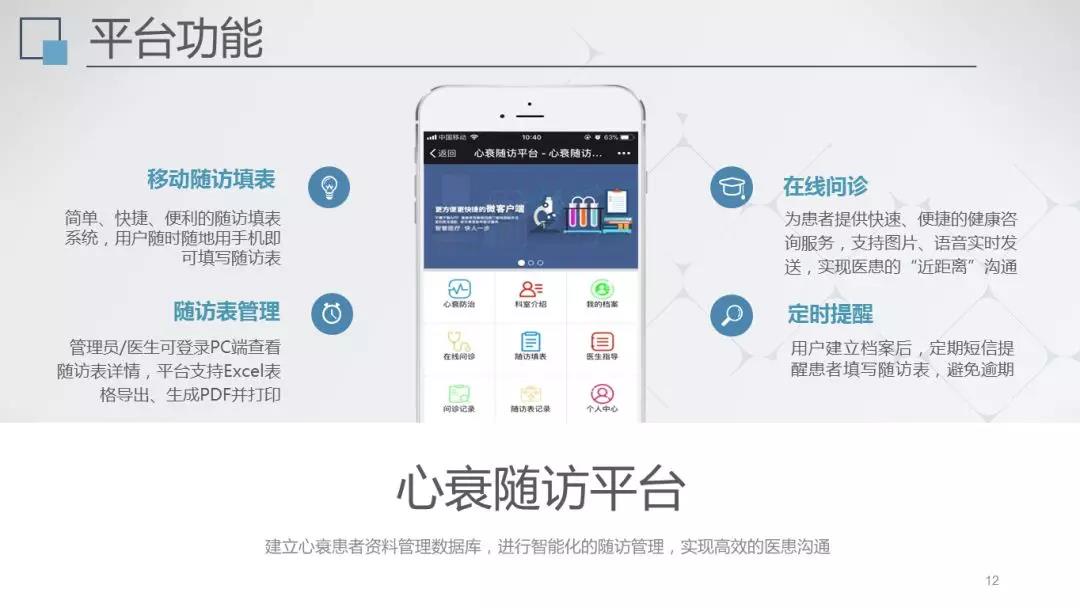 平台功能
移动随访填表
简单、快捷、便利的随访填表
系统，用户随时随地用手机即
可填写随访表
随访表管理
管理员/医生可登录PC端查看
随访表详情，平台支持Excel表
格导出、生成PDF并打印
中国移动 10:40 63%
返回 心衰随访平台 - 心衰随访... •••
更方便更快捷的微客户端
智慧医疗 快人一步
心衰防治 科室介绍 我的档案
在线问诊 随访填表 医生指导
问诊记录 随访表记录 个人中心
在线问诊
为患者提供快速、便捷的健康咨
询服务，支持图片、语音实时发
送，实现医患的“近距离”沟通
定时提醒
用户建立档案后，定期短信提
醒患者填写随访表，避免逾期
心衰随访平台
建立心衰患者资料管理数据库，进行智能化的随访管理，实现高效的医患沟通
12